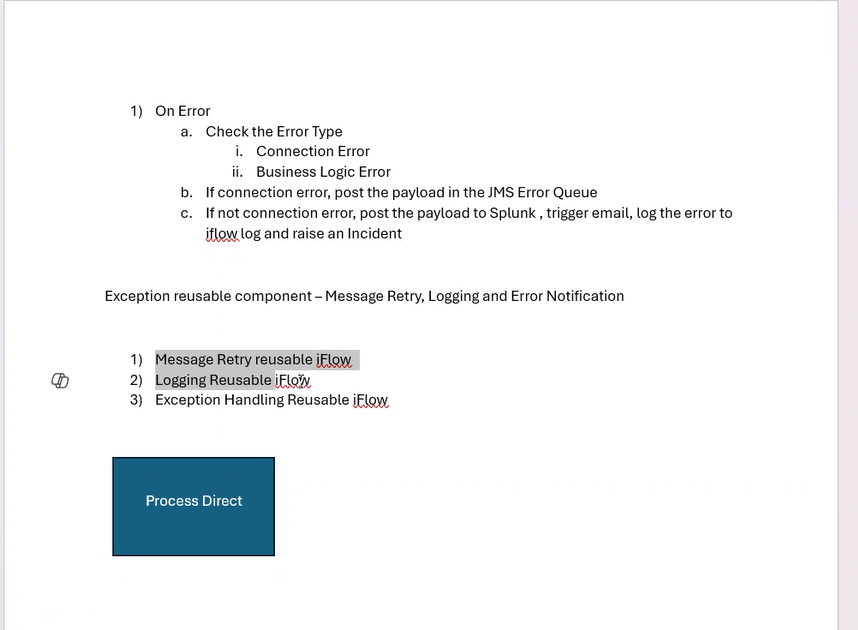 1) On Error
a. Check the Error Type
i. Connection Error
ii. Business Logic Error
b. If connection error, post the payload in the JMS Error Queue
c. If not connection error, post the payload to Splunk , trigger email, log the error to
iflow log and raise an Incident
Exception reusable component – Message Retry, Logging and Error Notification
1) Message Retry reusable iFlow
2) Logging Reusable iFlow
3) Exception Handling Reusable iFlow
Process Direct